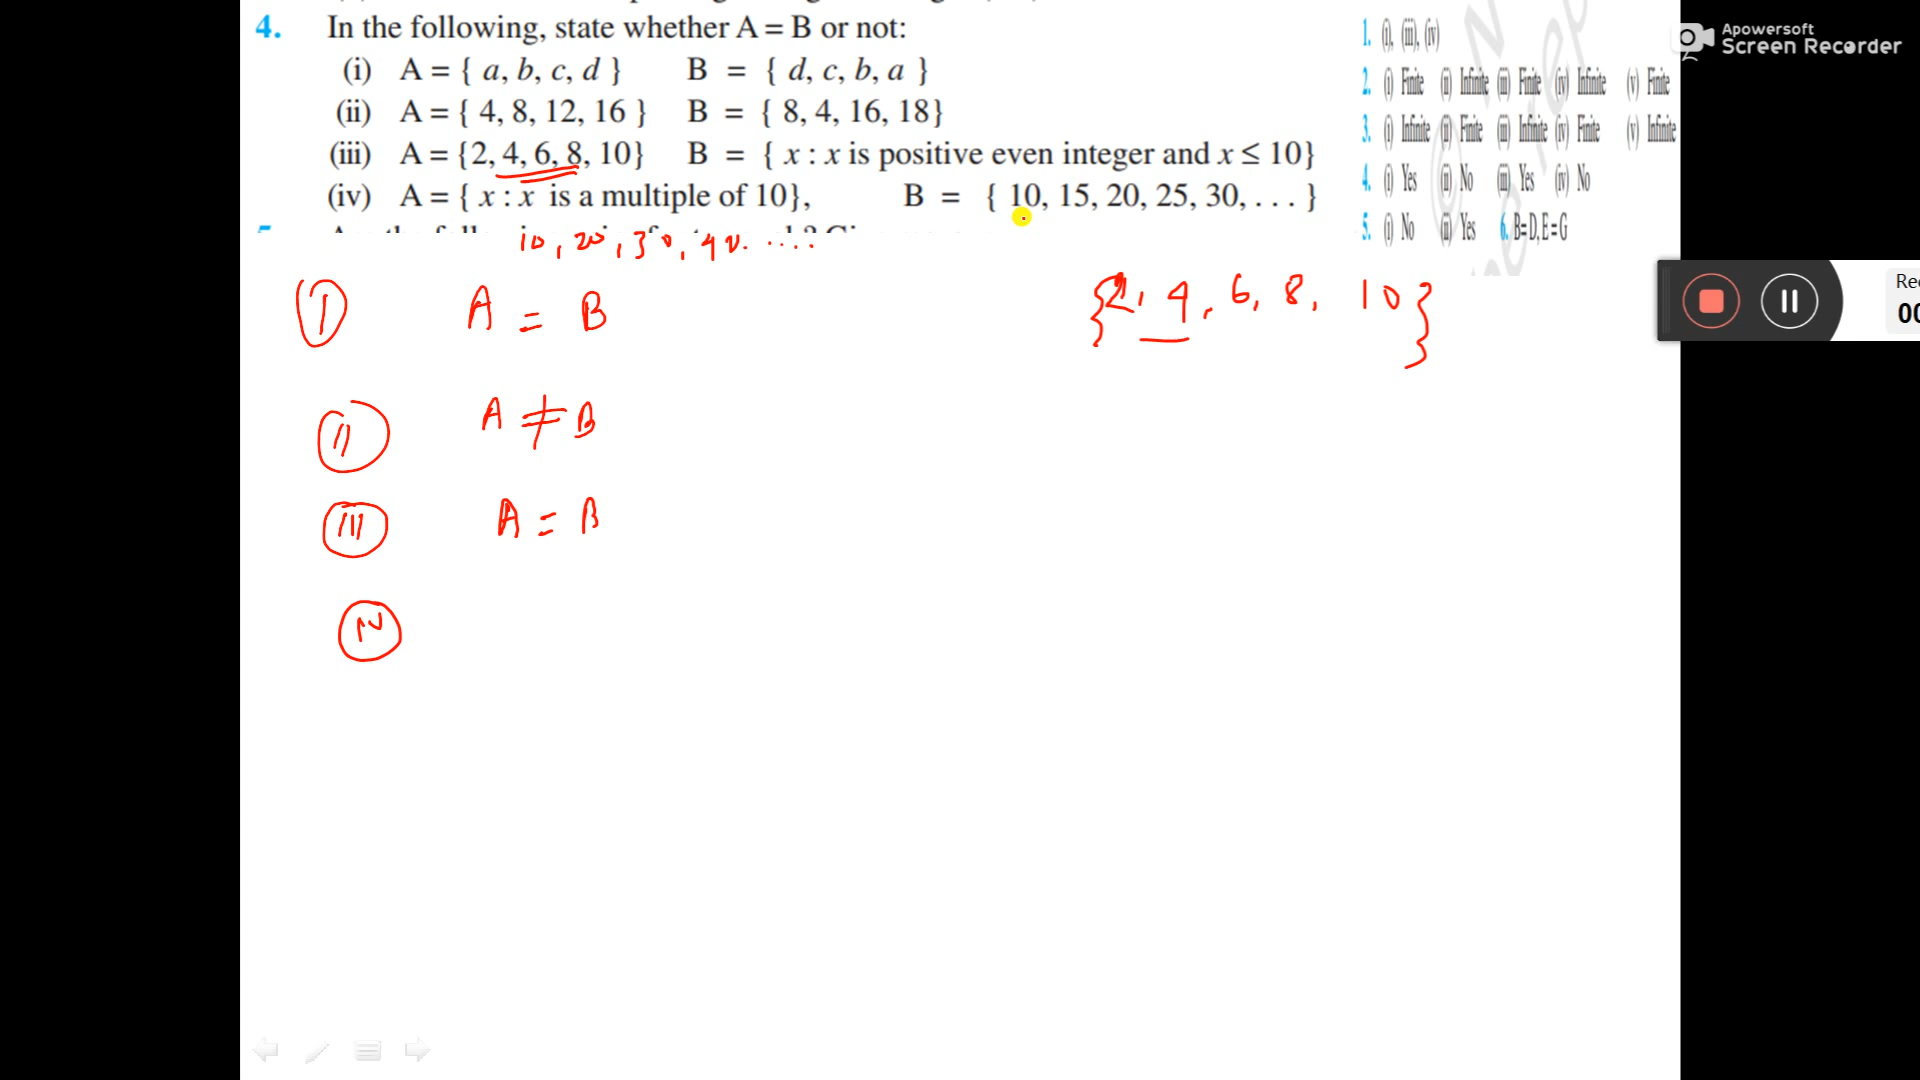 4. In the following, state whether A = B or not:
(i) A = { a, b, c, d } B = { d, c, b, a }
(ii) A = { 4, 8, 12, 16 } B = { 8, 4, 16, 18}
(iii) A = {2, 4, 6, 8, 10} B = { x : x is positive even integer and x ≤ 10}
(iv) A = { x : x is a multiple of 10}, B = { 10, 15, 20, 25, 30, . . . }
10, 20, 30, 40. ....
I A = B
{2, 4, 6, 8, 10}
II A ≠ B
III A = B
IV
1. (i), (iii), (iv)
2. (i) Finite (ii) Infinite (iii) Finite (iv) Infinite (v) Finite
3. (i) Infinite (ii) Finite (iii) Infinite (iv) Finite (v) Infinite
4. (i) Yes (ii) No (iii) Yes (iv) No
5. (i) No (ii) Yes 6. B=D, E=G
Apowersoft
Screen Recorder
Rec
00